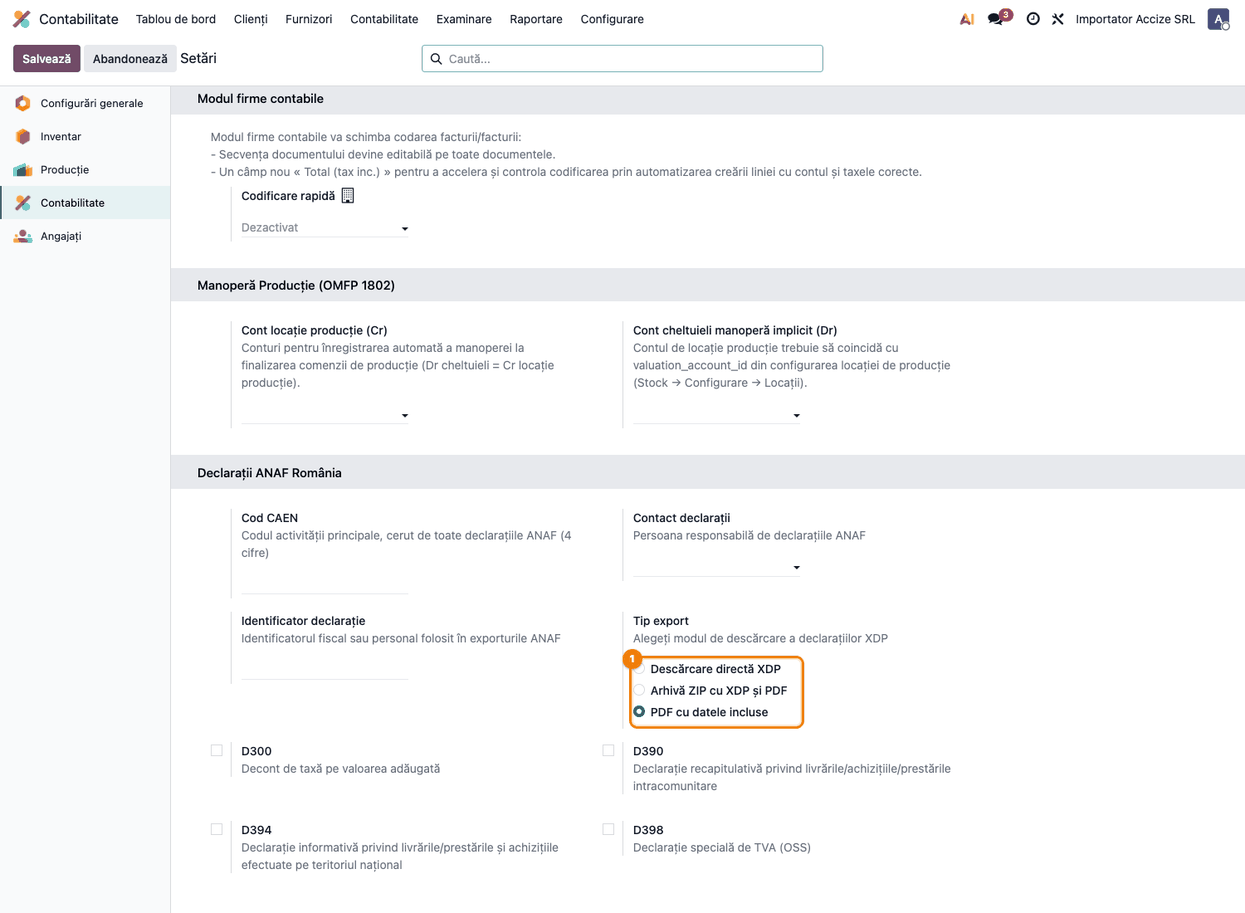 Contabilitate Tablou de bord Clienți Furnizori Contabilitate Examinare Raportare Configurare AI 3 Importator Accize SRL A
Salvează Abandonează Setări Caută...
Configurări generale
Inventar
Producție
Contabilitate
Angajați
Modul firme contabile
Modul firme contabile va schimba codarea facturii/facturii:
- Secvența documentului devine editabilă pe toate documentele.
- Un câmp nou « Total (tax inc.) » pentru a accelera și controla codificarea prin automatizarea creării liniei cu contul și taxele corecte.
Codificare rapidă
Dezactivat
Manoperă Producție (OMFP 1802)
Cont locație producție (Cr)
Conturi pentru înregistrarea automată a manoperei la
finalizarea comenzii de producție (Dr cheltuieli = Cr locație
producție).
Cont cheltuieli manoperă implicit (Dr)
Contul de locație producție trebuie să coincidă cu
valuation_account_id din configurarea locației de producție
(Stock → Configurare → Locații).
Declarații ANAF România
Cod CAEN
Codul activității principale, cerut de toate declarațiile ANAF (4
cifre)
Contact declarații
Persoana responsabilă de declarațiile ANAF
Identificator declarație
Identificatorul fiscal sau personal folosit în exporturile ANAF
Tip export
Alegeți modul de descărcare a declarațiilor XDP
1
Descărcare directă XDP
Arhivă ZIP cu XDP și PDF
PDF cu datele incluse
D300
Decont de taxă pe valoarea adăugată
D390
Declarație recapitulativă privind livrările/achizițiile/prestările
intracomunitare
D394
Declarație informativă privind livrările/prestările și achizițiile
efectuate pe teritoriul național
D398
Declarație specială de TVA (OSS)